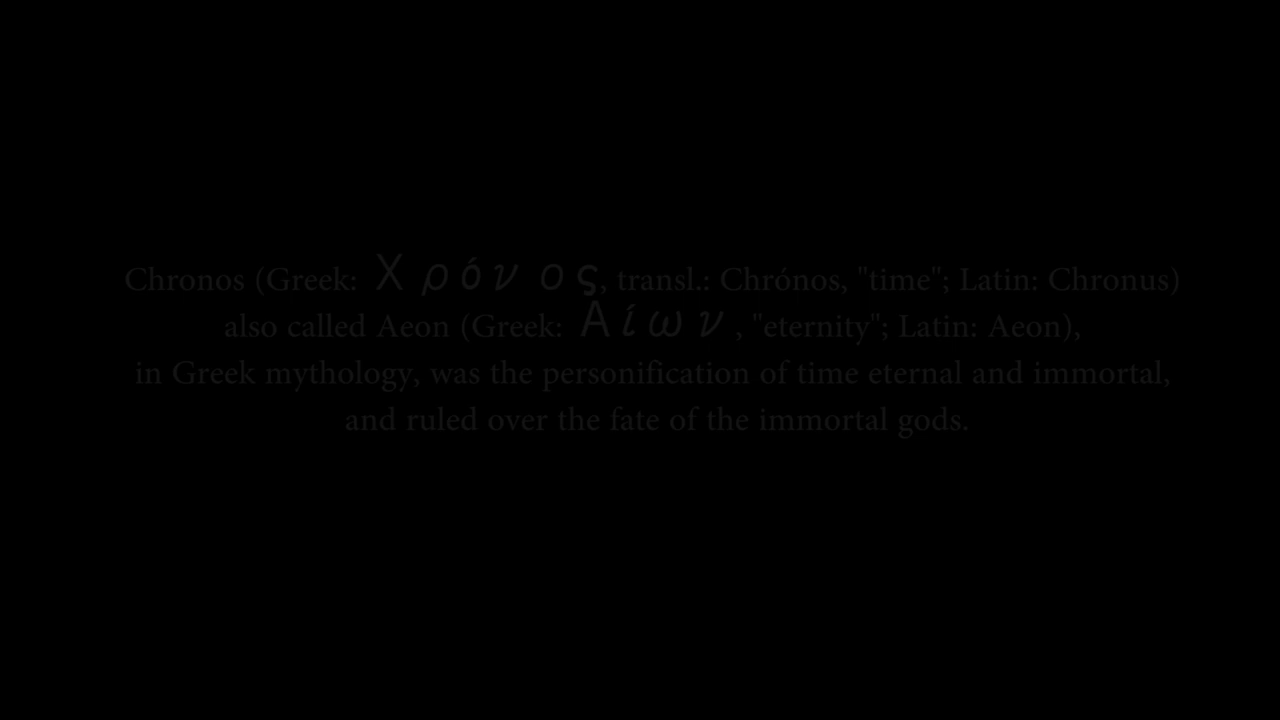 Chronos (Greek: Χρόνος, transl.: Chrónos, "time"; Latin: Chronus)
also called Aeon (Greek: Αίων, "eternity"; Latin: Aeon),
in Greek mythology, was the personification of time eternal and immortal,
and ruled over the fate of the immortal gods.